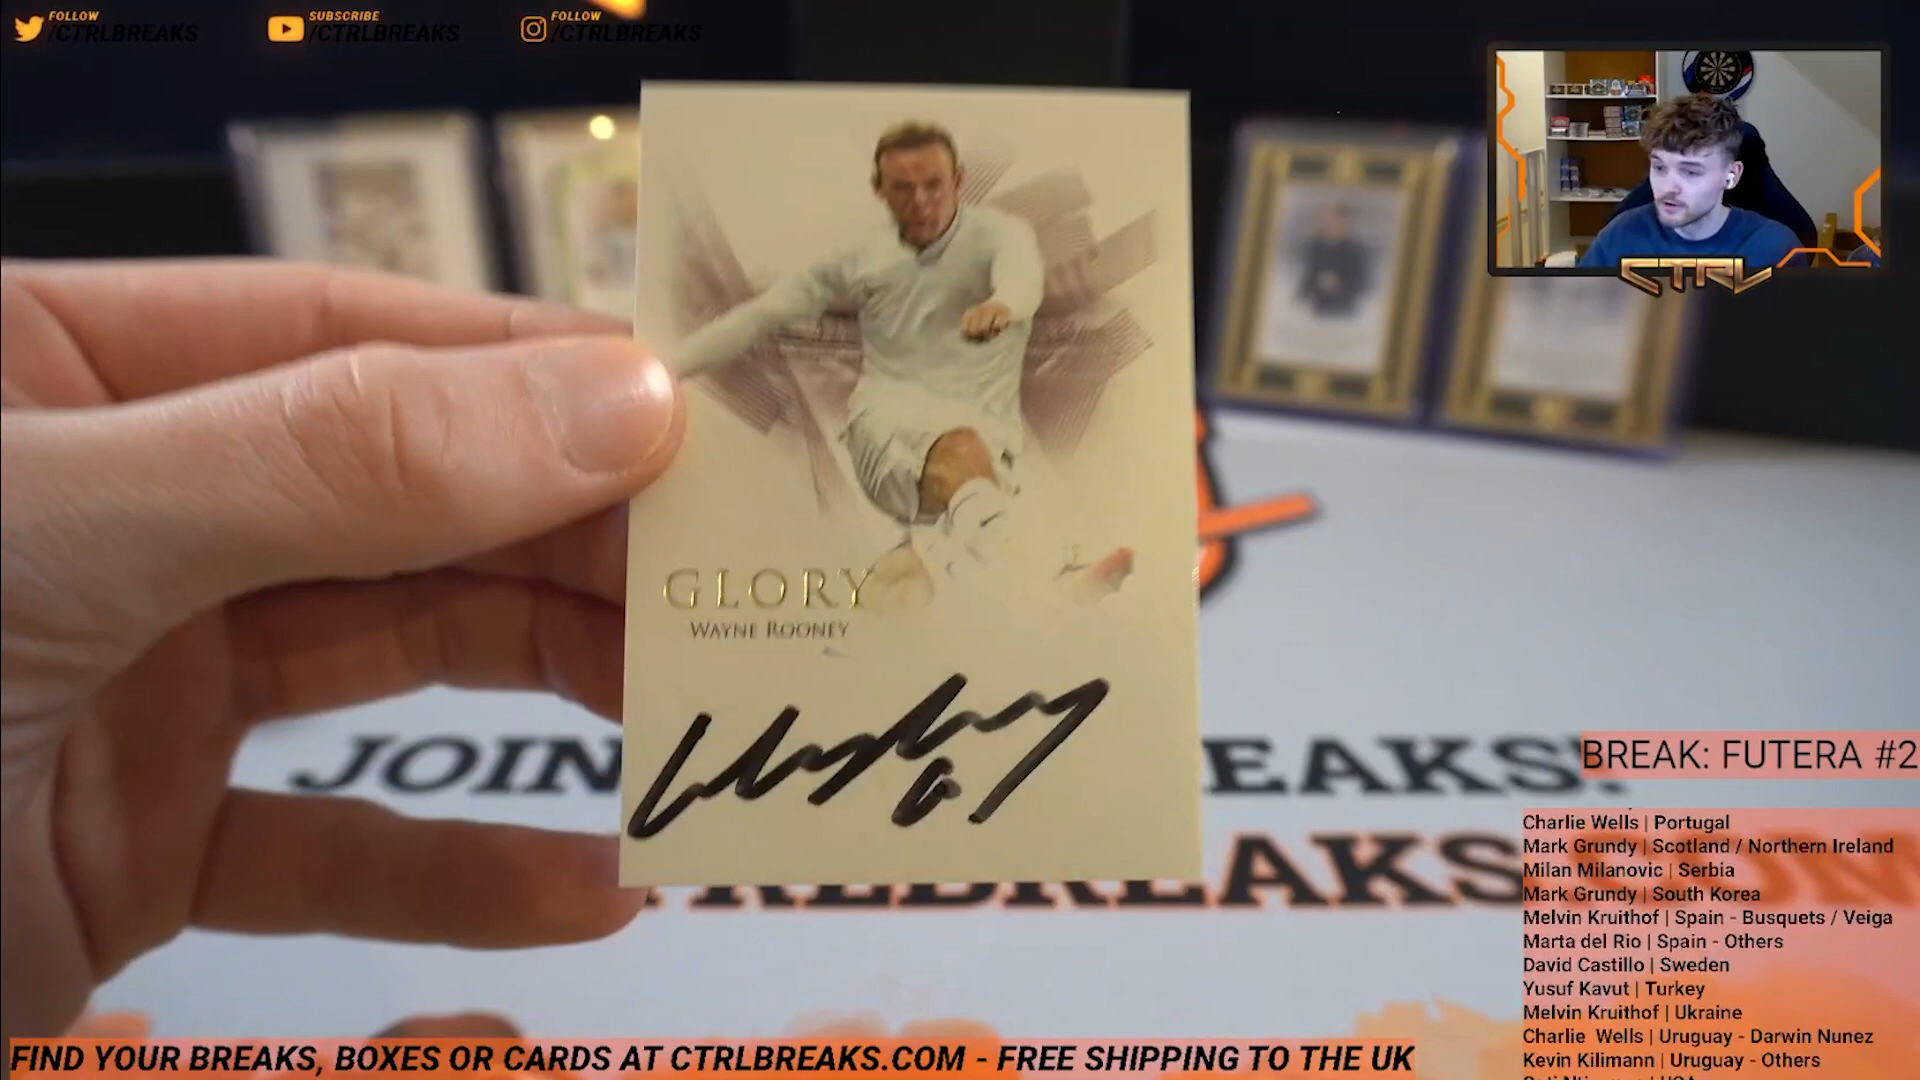 FOLLOW
/CTRLBREAKS
SUBSCRIBE
/CTRLBREAKS
FOLLOW
/CTRLBREAKS
CTRL
GLORY
WAYNE ROONEY
JOIN
BREAK: FUTERA #2
Charlie Wells | Portugal
Mark Grundy | Scotland / Northern Ireland
Milan Milanovic | Serbia
Mark Grundy | South Korea
Melvin Kruithof | Spain - Busquets / Veiga
Marta del Rio | Spain - Others
David Castillo | Sweden
Yusuf Kavut | Turkey
Melvin Kruithof | Ukraine
Charlie Wells | Uruguay - Darwin Nunez
Kevin Kilimann | Uruguay - Others
FIND YOUR BREAKS, BOXES OR CARDS AT CTRLBREAKS.COM - FREE SHIPPING TO THE UK